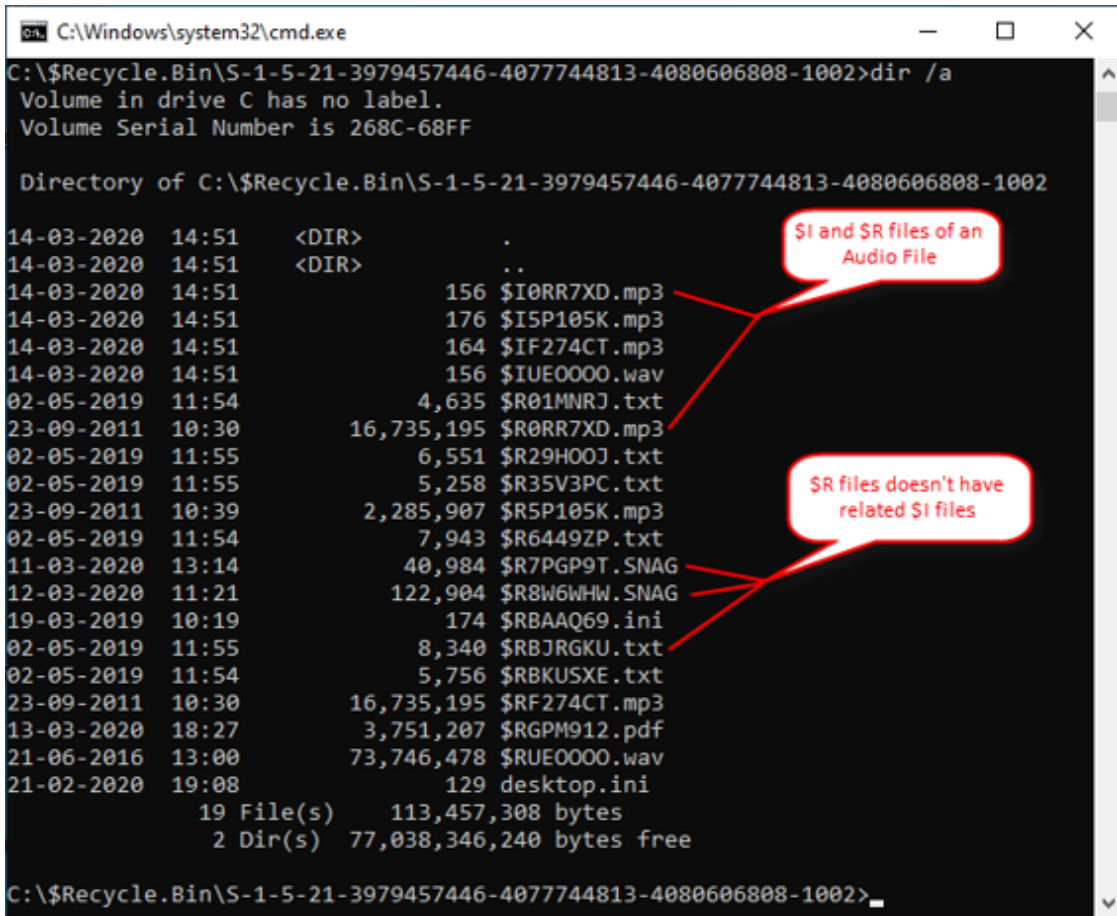 C:\Windows\system32\cmd.exe
C:\$Recycle.Bin\S-1-5-21-3979457446-4077744813-4080606808-1002>dir /a
Volume in drive C has no label.
Volume Serial Number is 268C-68FF
Directory of C:\$Recycle.Bin\S-1-5-21-3979457446-4077744813-4080606808-1002
$I and $R files of an
Audio File
14-03-2020 14:51 <DIR> .
14-03-2020 14:51 <DIR> ..
14-03-2020 14:51 156 $I0RR7XD.mp3
14-03-2020 14:51 176 $I5P105K.mp3
14-03-2020 14:51 164 $IF274CT.mp3
14-03-2020 14:51 156 $IUEOOOO.wav
02-05-2019 11:54 4,635 $R01MNRJ.txt
23-09-2011 10:30 16,735,195 $R0RR7XD.mp3
02-05-2019 11:55 6,551 $R29HOOJ.txt
02-05-2019 11:55 5,258 $R35V3PC.txt
23-09-2011 10:39 2,285,907 $R5P105K.mp3
02-05-2019 11:54 7,943 $R6449ZP.txt
$R files doesn't have
related $I files
11-03-2020 13:14 40,984 $R7PGP9T.SNAG
12-03-2020 11:21 122,904 $R8W6WHW.SNAG
19-03-2020 10:19 174 $RBAAQ69.ini
02-05-2019 11:55 8,340 $RBJRGKU.txt
02-05-2019 11:54 5,756 $RBKUSXE.txt
23-09-2011 10:30 16,735,195 $RF274CT.mp3
13-03-2020 18:27 3,751,207 $RGPM912.pdf
21-06-2016 13:00 73,746,478 $RUEOOOO.wav
21-02-2020 19:08 129 desktop.ini
19 File(s) 113,457,308 bytes
2 Dir(s) 77,038,346,240 bytes free
C:\$Recycle.Bin\S-1-5-21-3979457446-4077744813-4080606808-1002>